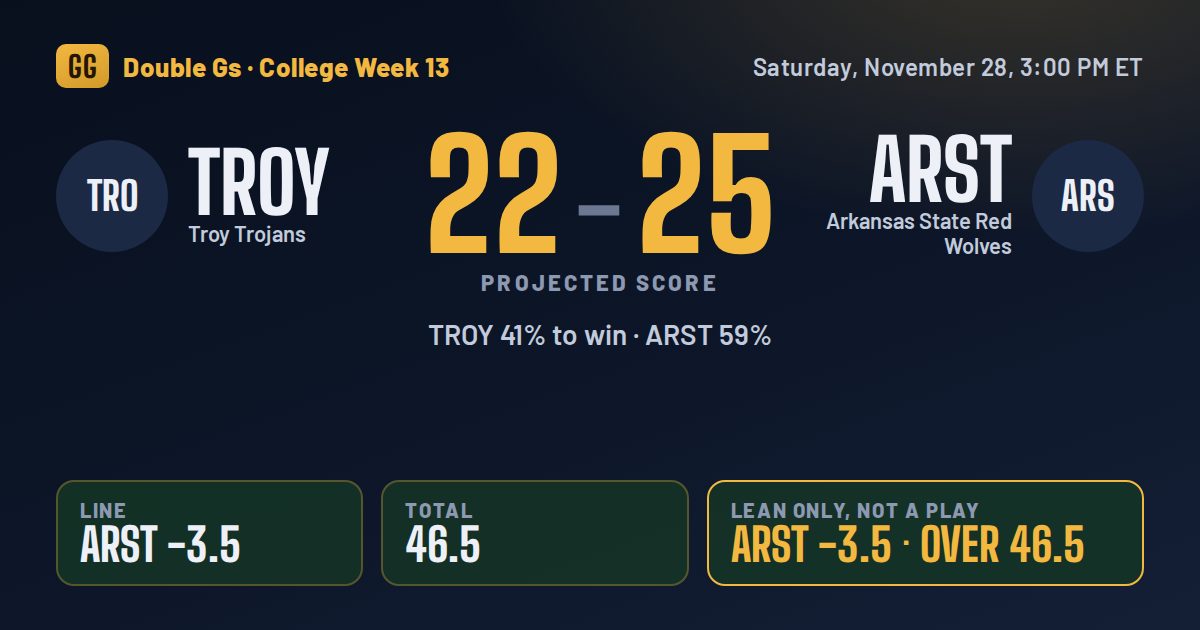 GG
Double Gs · College Week 13
Saturday, November 28, 3:00 PM ET
TRO
TROY
Troy Trojans
22 – 25
PROJECTED SCORE
TROY 41% to win · ARST 59%
ARST
Arkansas State Red
Wolves
ARS
LINE
ARST −3.5
TOTAL
46.5
LEAN ONLY, NOT A PLAY
ARST −3.5 · OVER 46.5